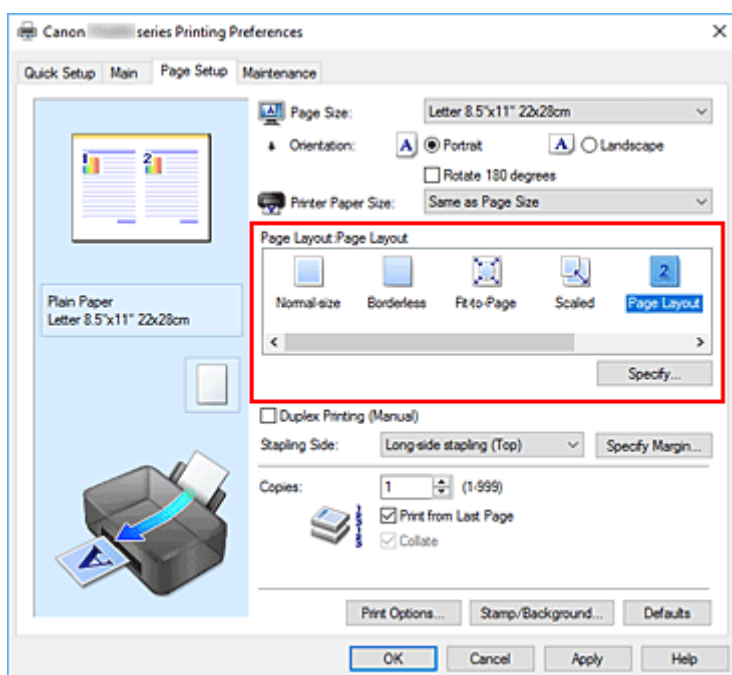 Canon series Printing Preferences
Quick Setup Main Page Setup Maintenance
1 2
Plain Paper
Letter 8.5"x11" 22x28cm
Page Size: Letter 8.5"x11" 22x28cm
Orientation: A Portrait A Landscape
Rotate 180 degrees
Printer Paper Size: Same as Page Size
Page Layout:Page Layout
2
Normal-size Borderless Fit-to-Page Scaled Page Layout
Specify...
Duplex Printing (Manual)
Stapling Side: Long-side stapling (Top) Specify Margin...
Copies: 1 (1-999)
Print from Last Page
Collate
A
Print Options... Stamp/Background... Defaults
OK Cancel Apply Help